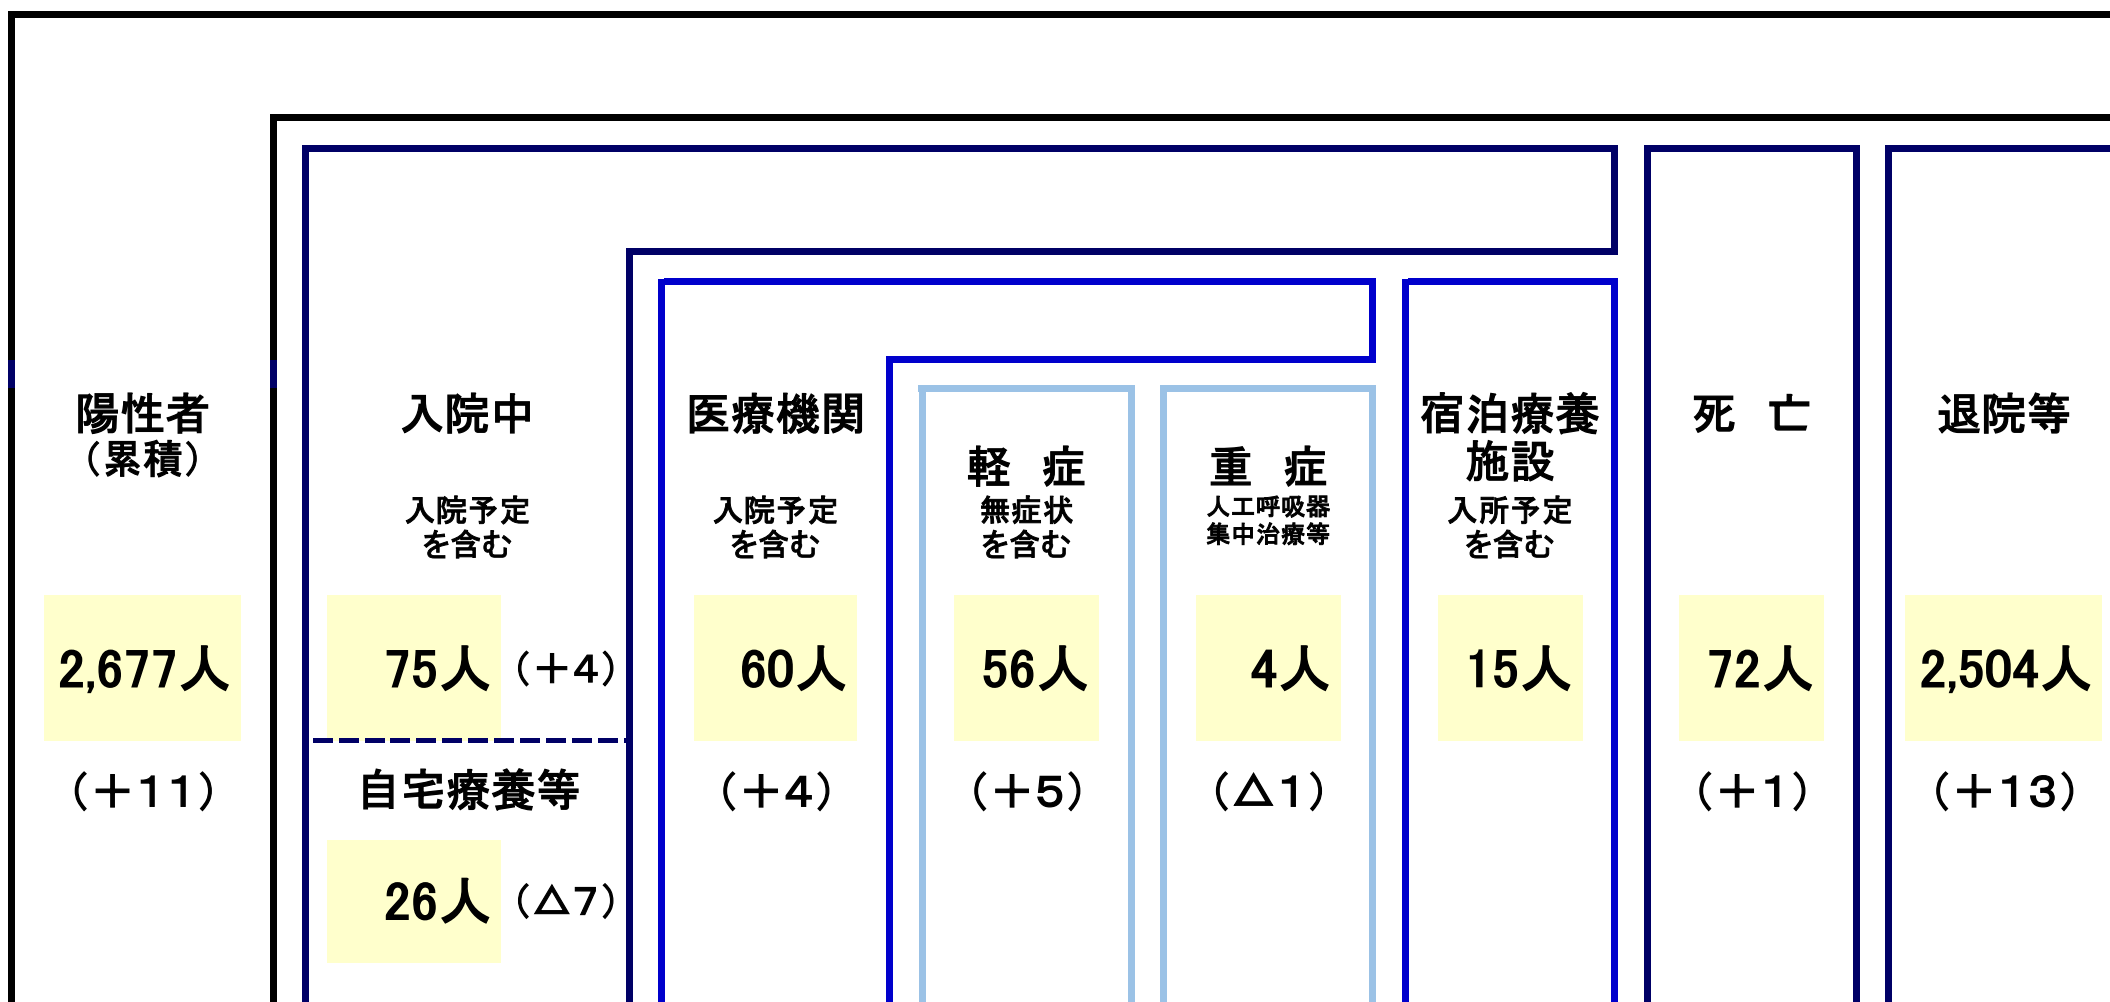 陽性者
（累積）
2,677人
（＋11）
入院中
入院予定
を含む
75人（＋4）
自宅療養等
26人（△7）
医療機関
入院予定
を含む
60人
（＋4）
軽　症
無症状
を含む
56人
（＋5）
重　症
人工呼吸器
集中治療等
4人
（△1）
宿泊療養
施設
入所予定
を含む
15人
死　亡
72人
（＋1）
退院等
2,504人
（＋13）